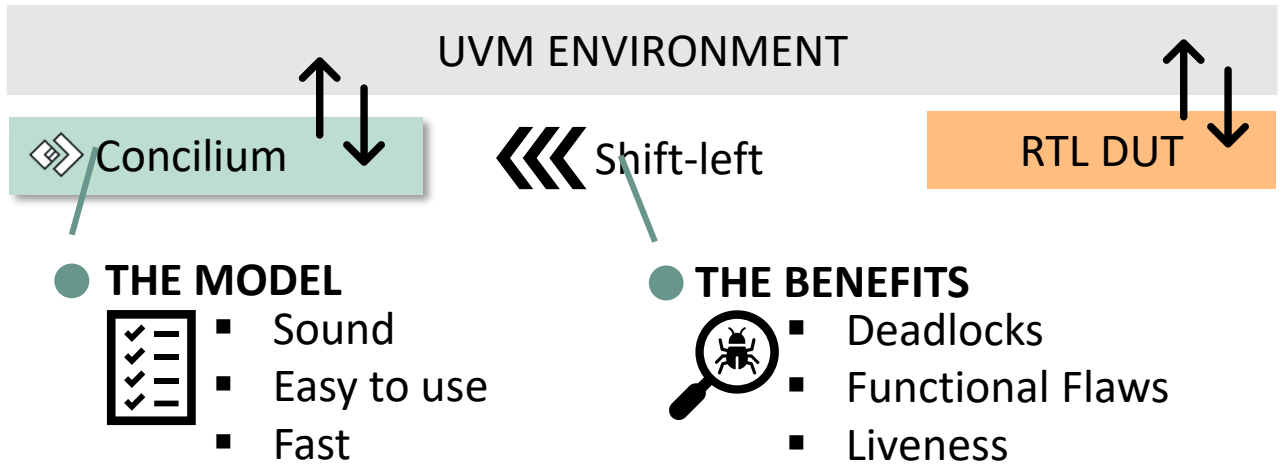 UVM ENVIRONMENT
Concilium
Shift-left
RTL DUT
THE MODEL
▪ Sound
▪ Easy to use
▪ Fast
THE BENEFITS
▪ Deadlocks
▪ Functional Flaws
▪ Liveness